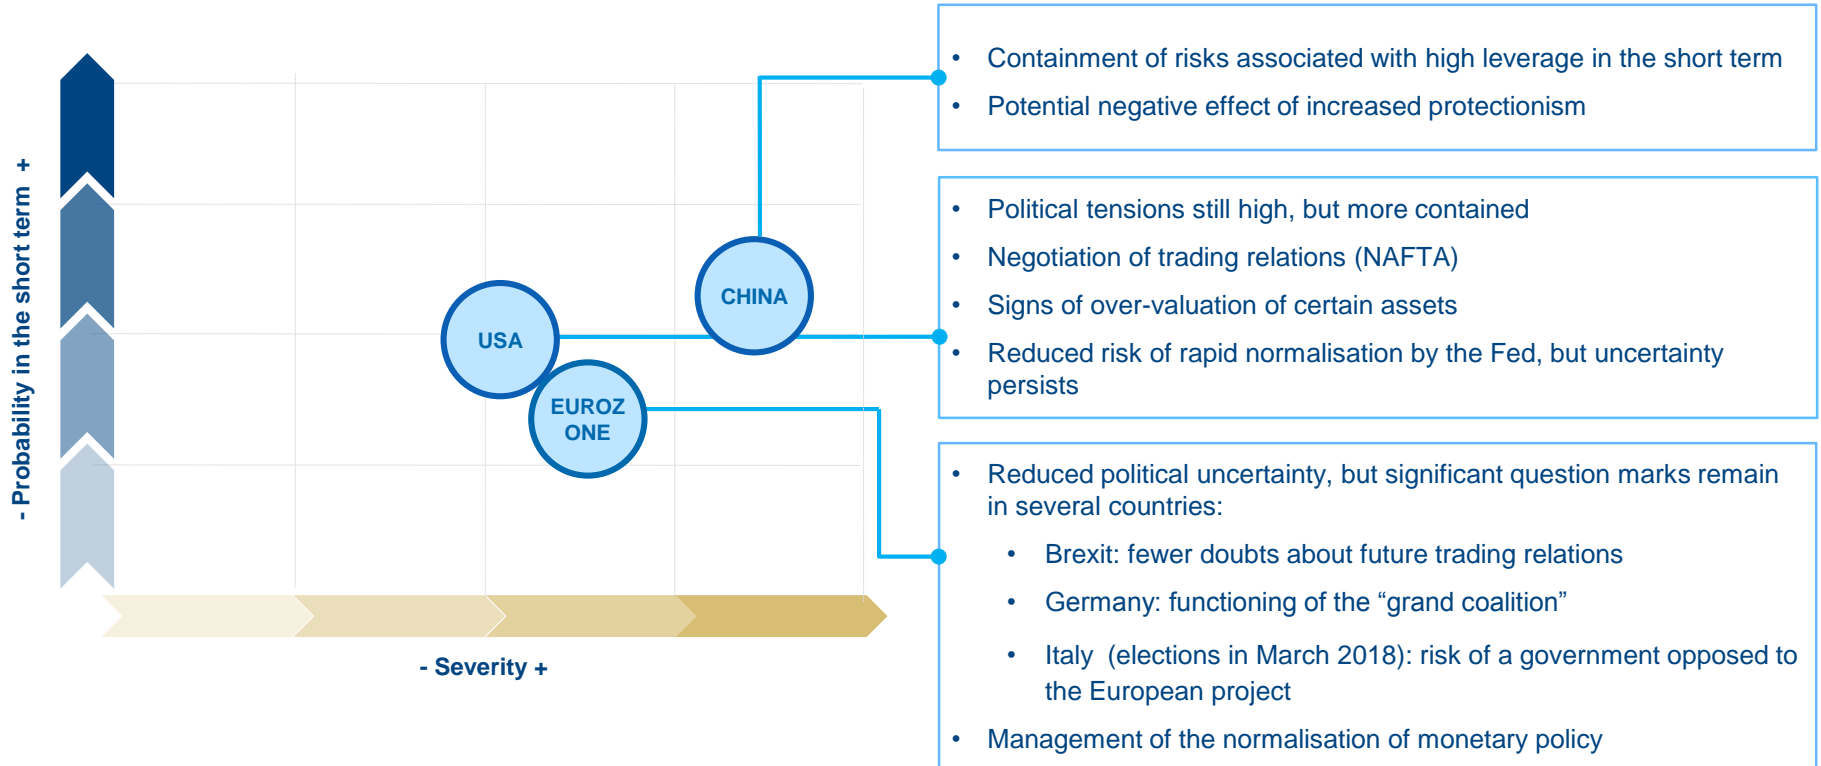 - Probability in the short term +
- Severity +
USA
EUROZ
ONE
CHINA
• Containment of risks associated with high leverage in the short term
• Potential negative effect of increased protectionism
• Political tensions still high, but more contained
• Negotiation of trading relations (NAFTA)
• Signs of over-valuation of certain assets
• Reduced risk of rapid normalisation by the Fed, but uncertainty
persists
• Reduced political uncertainty, but significant question marks remain
in several countries:
• Brexit: fewer doubts about future trading relations
• Germany: functioning of the “grand coalition”
• Italy (elections in March 2018): risk of a government opposed to
the European project
• Management of the normalisation of monetary policy